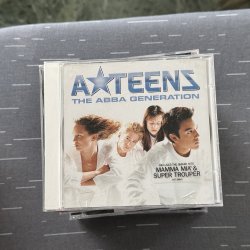 A★TEENS
THE ABBA GENERATION
MAMMA MIA &
SUPER TROUPER